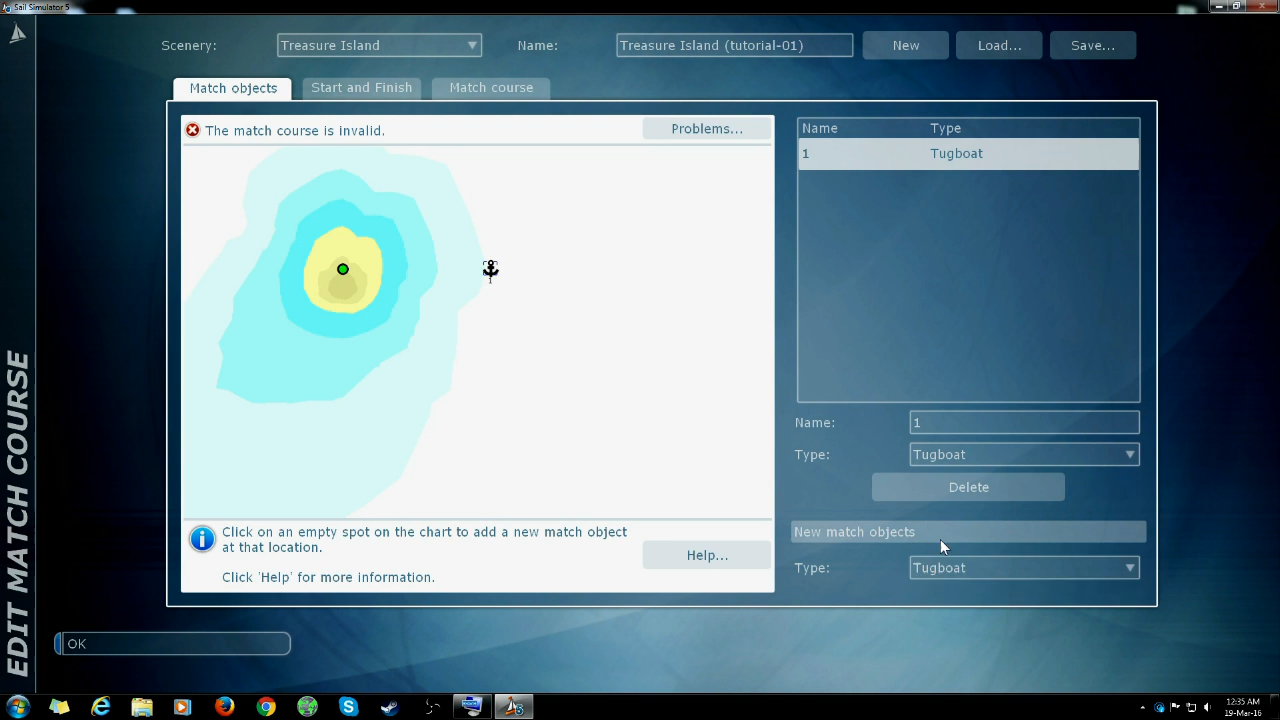 Sail Simulator 5
Scenery:
Treasure Island
Name:
Treasure Island (tutorial-01)
New
Load...
Save...
Match objects
Start and Finish
Match course
The match course is invalid.
Problems...
Name Type
1 Tugboat
1
Name:
1
Type:
Tugboat
Delete
Click on an empty spot on the chart to add a new match object
at that location.
Click 'Help' for more information.
Help...
New match objects
Type:
Tugboat
EDIT MATCH COURSE
OK
12:35 AM
19-Mar-16